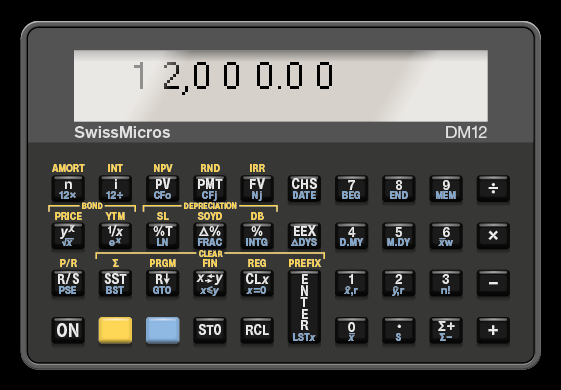 12,000.00
SwissMicros DM12
AMORT INT NPV RND IRR
n i PV PMT FV CHS 7 8 9 ÷
12× 12÷ CFo CFj Nj DATE BEG END MEM
BOND DEPRECIATION
PRICE YTM SL SOYD DB
yˣ 1/x %T Δ% % EEX 4 5 6 ×
√x eˣ LN FRAC INTG ΔDYS D.MY M.DY x̄w
CLEAR
P/R Σ PRGM FIN REG PREFIX
R/S SST R↓ x≷y CLx ENTER 1 2 3 −
PSE BST GTO x≤y x=0 x̂,r ŷ,r n!
ON STO RCL 0 · Σ+ +
LSTx x̄ s Σ−